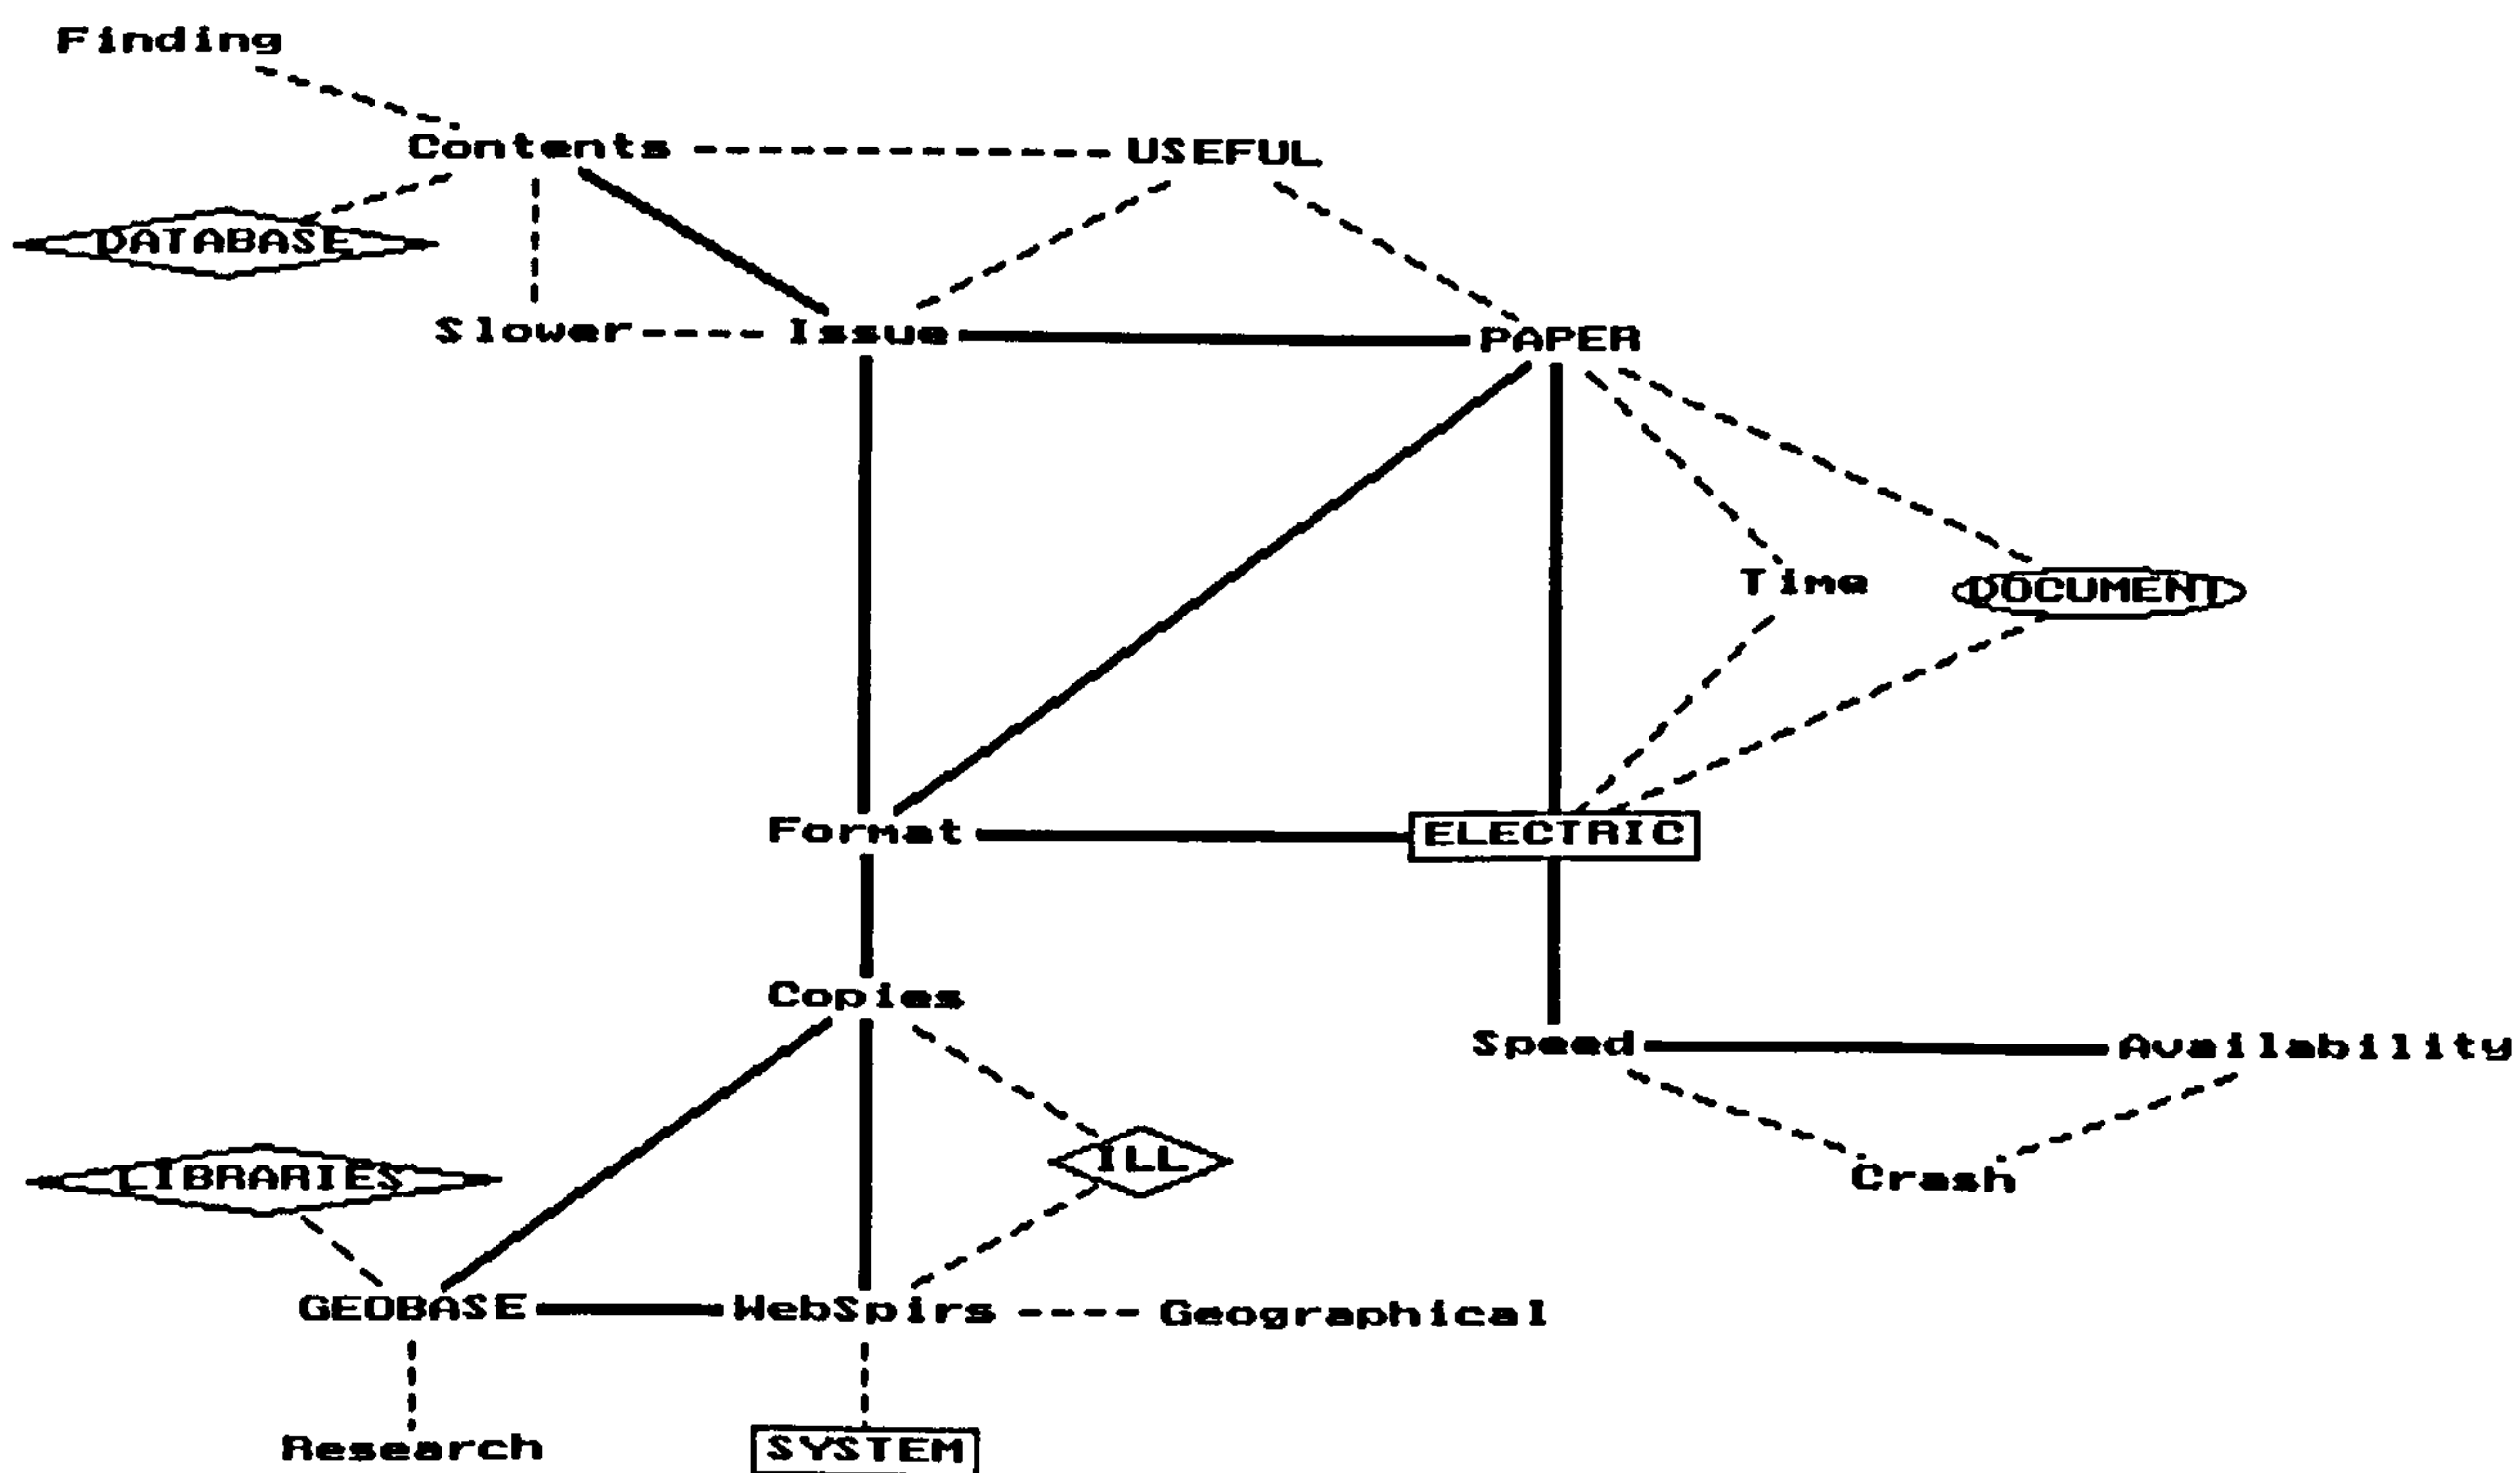 Finding
Contents
USEFUL
DATABASE
Slower
Issue
PAPER
Time
DOCUMENT
Format
ELECTRIC
Copies
Speed
Availability
LIBRARIES
ILL
Crash
GEOBASE
WebSpirs
Geographical
Research
SYSTEM